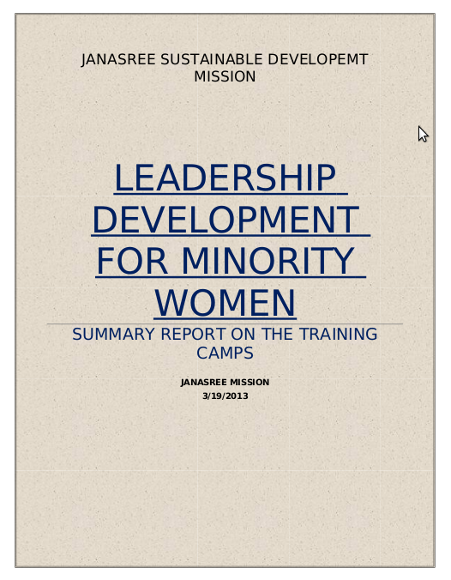 JANASREE SUSTAINABLE DEVELOPEMT
MISSION
LEADERSHIP
DEVELOPMENT
FOR MINORITY
WOMEN
SUMMARY REPORT ON THE TRAINING
CAMPS
JANASREE MISSION
3/19/2013